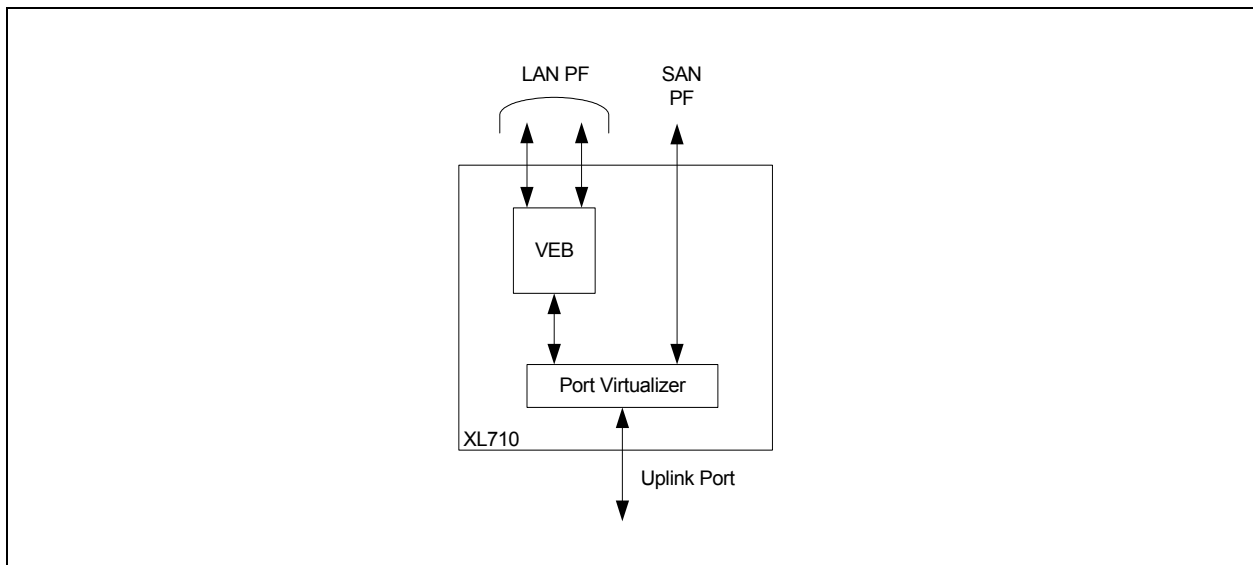 LAN PF
SAN
PF
VEB
Port Virtualizer
XL710
Uplink Port